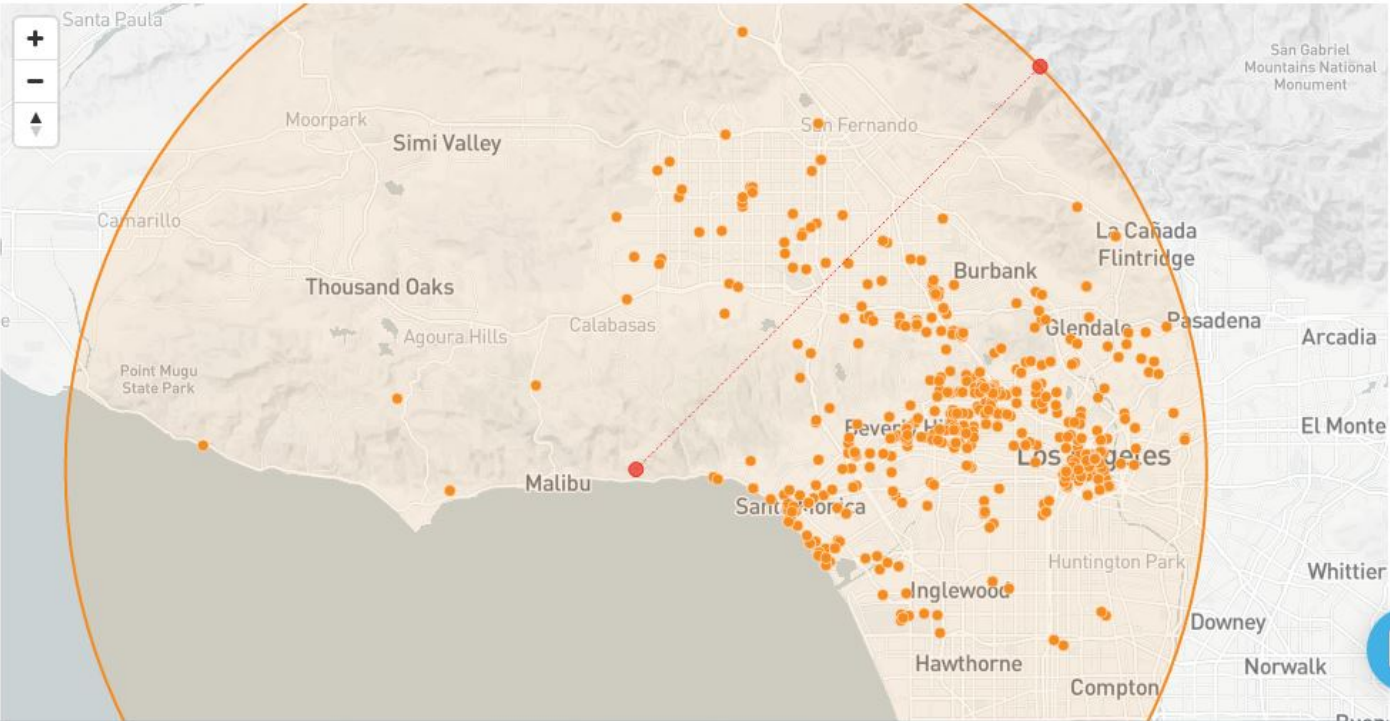 Santa Paula
+
−
San Gabriel
Mountains National
Monument
Moorpark
San Fernando
Simi Valley
Camarillo
La Cañada
Flintridge
Burbank
Thousand Oaks
Calabasas
Agoura Hills
Glendale
Pasadena
Arcadia
Point Mugu
State Park
El Monte
Los Angeles
Malibu
Santa Monica
Huntington Park
Whittier
Inglewood
Downey
Hawthorne
Norwalk
Compton